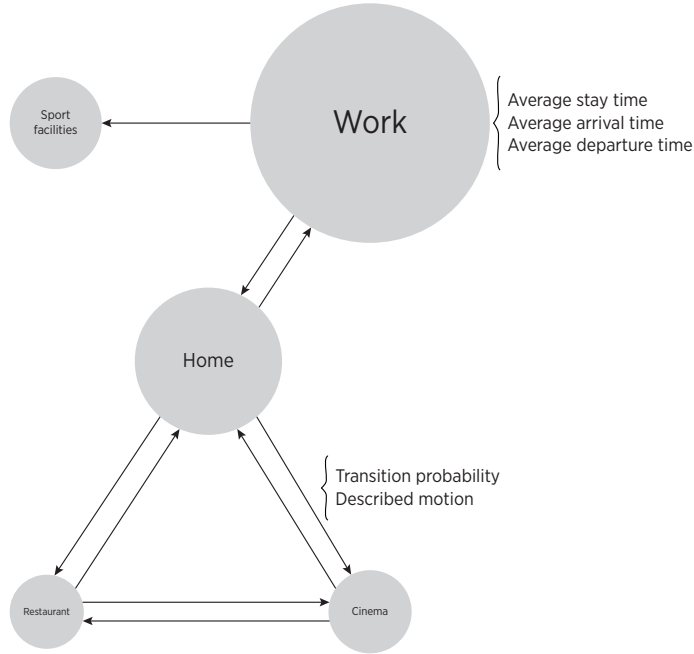 Sport
facilities
Work
Average stay time
Average arrival time
Average departure time
Home
Transition probability
Described motion
Restaurant
Cinema